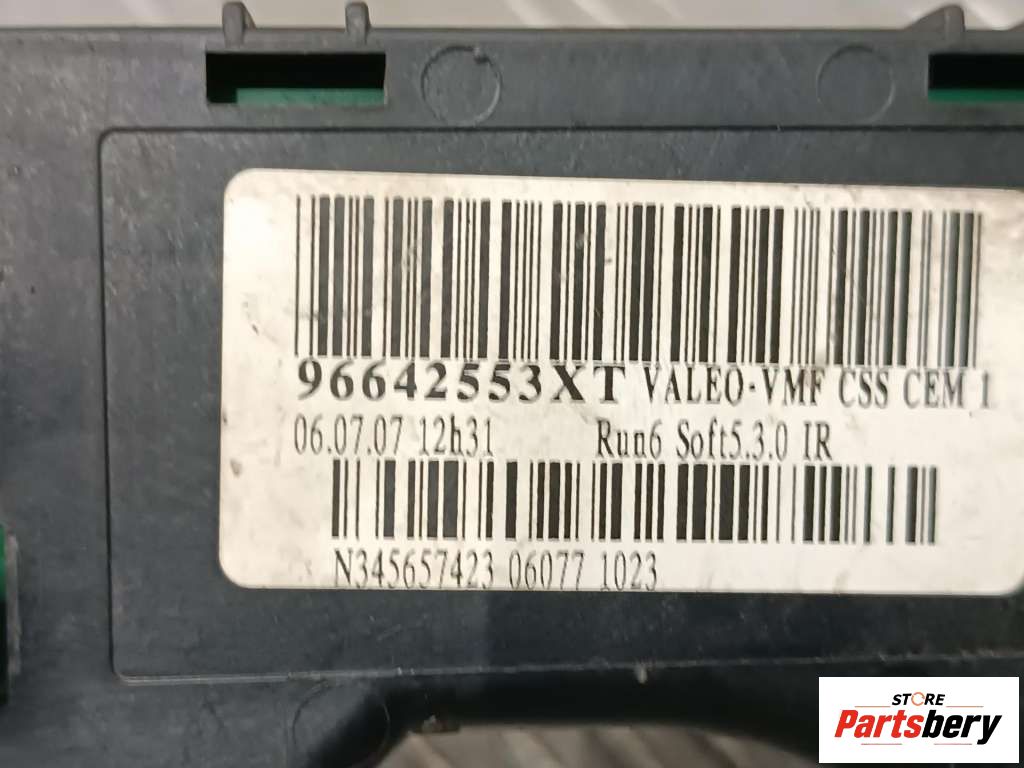 96642553XT VALEO-VMF CSS CEM 1
06.07.07 12h31 Run6 Soft5.3.0 IR
N345657423 06077 1023
STORE
Partsbery